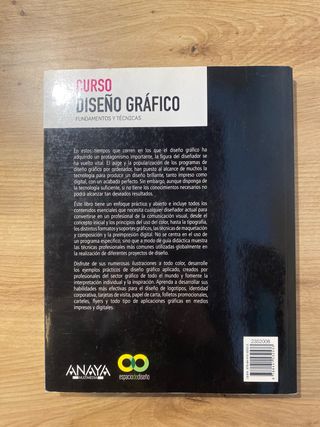 CURSO
DISEÑO GRÁFICO
FUNDAMENTOS Y TÉCNICAS
En estos tiempos que corren en los que el diseño gráfico ha
adquirido un protagonismo importante, la figura del diseñador se
ha vuelto vital. El auge y la popularización de los programas de
diseño gráfico por ordenador, han puesto al alcance de muchos la
tecnología para producir un diseño brillante, tanto impreso como
digital, con un acabado perfecto. Sin embargo, aunque disponga de
la tecnología suficiente, si no tiene los conocimientos necesarios no
podrá alcanzar tan deseados resultados.
Este libro tiene un enfoque práctico y abierto e incluye todos los
contenidos esenciales que necesita cualquier diseñador actual para
convertirse en un profesional de la comunicación visual, desde el
concepto inicial y los principios del uso del color, hasta la tipografía,
los distintos formatos y soportes gráficos, las técnicas de maquetación
y composición y la preimpresión digital. No se centra en el uso de
un programa específico, sino que a modo de guía didáctica muestra
las técnicas profesionales más comunes utilizadas globalmente en
la realización de diferentes proyectos de diseño.
Disfrute de sus numerosas ilustraciones a todo color, desarrolle
los ejemplos prácticos de diseño gráfico aplicado, creados por
profesionales del sector gráfico de todo el mundo y fomente la
interpretación individual y la inspiración. Aprenda a desarrollar sus
habilidades más efectivas para el diseño de logotipos, identidad
corporativa, tarjetas de visita, papel de carta, folletos promocionales,
carteles, flyers y todo tipo de aplicaciones gráficas en medios
impresos y digitales.
2352008
ANAYA
MULTIMEDIA
espaciodediseño